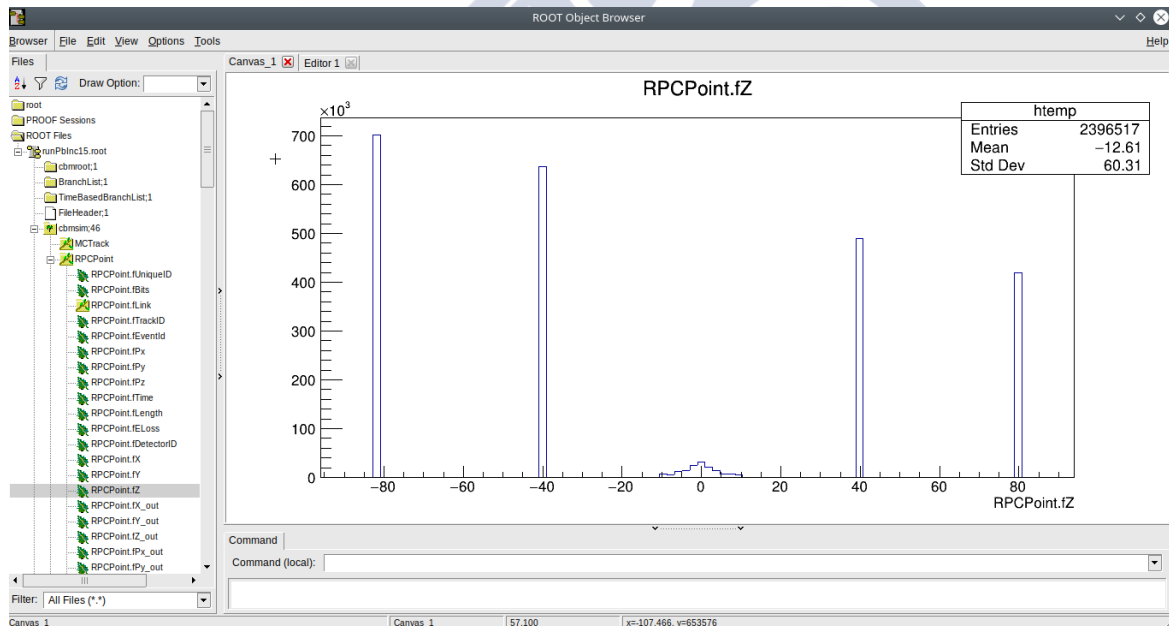 ROOT Object Browser
Browser File Edit View Options Tools Help
Files
Canvas_1 Editor 1
Draw Option:
root
PROOF Sessions
ROOT Files
runPbInc15.root
cbmroot;1
BranchList;1
TimeBasedBranchList;1
FileHeader;1
cbmsim;46
MCTrack
RPCPoint
RPCPoint.fUniqueID
RPCPoint.fBits
RPCPoint.fLink
RPCPoint.fTrackID
RPCPoint.fEventId
RPCPoint.fPx
RPCPoint.fPy
RPCPoint.fPz
RPCPoint.fTime
RPCPoint.fLength
RPCPoint.fELoss
RPCPoint.fDetectorID
RPCPoint.fX
RPCPoint.fY
RPCPoint.fZ
RPCPoint.fX_out
RPCPoint.fY_out
RPCPoint.fZ_out
RPCPoint.fPx_out
RPCPoint.fPy_out
Filter: All Files (*.*)
RPCPoint.fZ
×10³
700
600
500
400
300
200
100
0
−80 −60 −40 −20 0 20 40 60 80
RPCPoint.fZ
htemp
Entries 2396517
Mean −12.61
Std Dev 60.31
Command
Command (local):
Canvas_1 Canvas_1 57,100 x=-107.466, y=653576